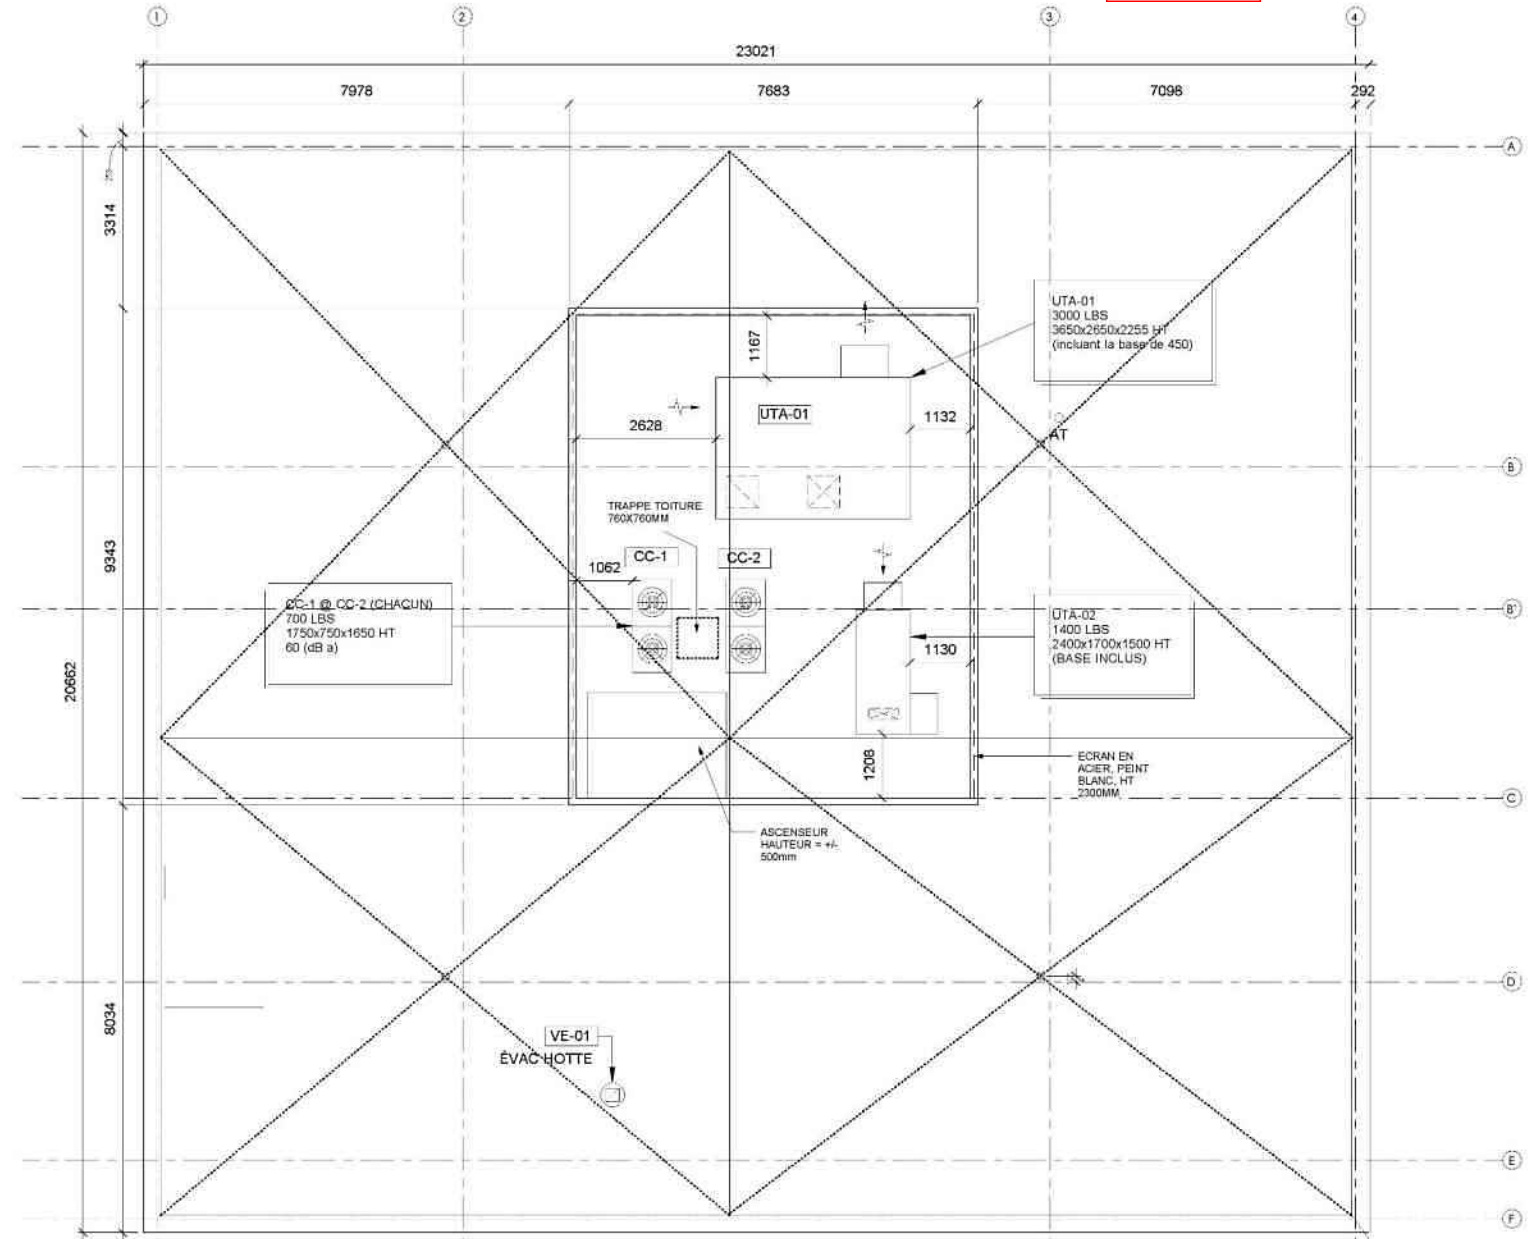 1
2
3
4
23021
7978
7683
7098
292
A
3314
UTA-01
3000 LBS
3650x2650x2255 HT
(incluant la base de 450)
1167
UTA-01
2628
1132
AT
B
TRAPPE TOITURE
760X760MM
9343
CC-1
CC-2
1062
CC-1 @ CC-2 (CHACUN)
700 LBS
1750x750x1650 HT
60 (dB a)
B'
UTA-02
1400 LBS
2400x1700x1500 HT
(BASE INCLUS)
1130
20662
1208
ECRAN EN
ACIER, PEINT
BLANC, HT
2300MM
C
ASCENSEUR
HAUTEUR = +/-
500mm
D
8034
VE-01
ÉVAC HOTTE
E
F